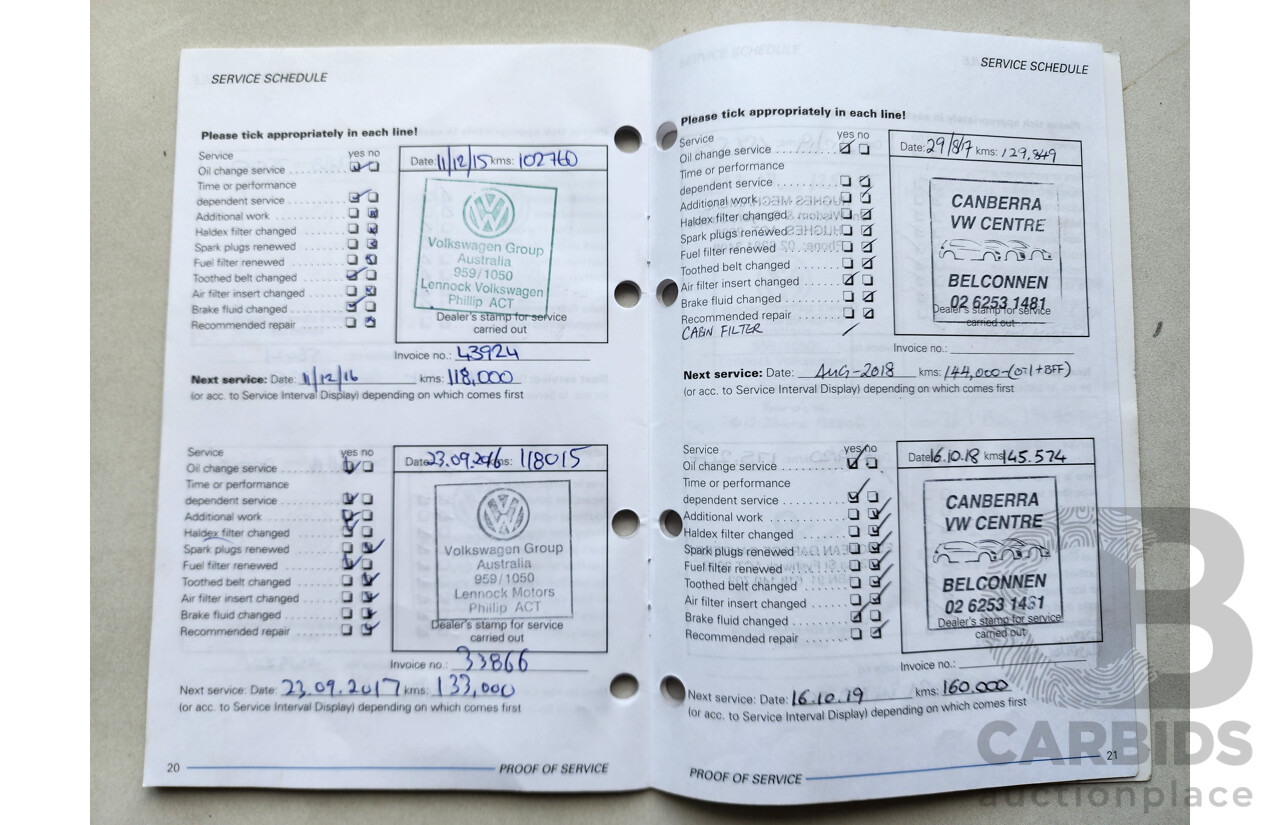 SERVICE SCHEDULE
Please tick appropriately in each line!
Service yes no
Oil change service
Time or performance
dependent service
Additional work
Haldex filter changed
Spark plugs renewed
Fuel filter renewed
Toothed belt changed
Air filter insert changed
Brake fluid changed
Recommended repair
Date: 11/12/15 kms: 102760
Volkswagen Group
Australia
959/1050
Lennock Volkswagen
Phillip ACT
Dealer's stamp for service
carried out
Invoice no.: 43924
Next service: Date: 11/12/16 kms: 118,000
(or acc. to Service Interval Display) depending on which comes first
Service yes no
Oil change service
Time or performance
dependent service
Additional work
Haldex filter changed
Spark plugs renewed
Fuel filter renewed
Toothed belt changed
Air filter insert changed
Brake fluid changed
Recommended repair
Date: 23.09.2016 kms: 118015
Volkswagen Group
Australia
959/1050
Lennock Motors
Phillip ACT
Dealer's stamp for service
carried out
Invoice no.: 33866
Next service: Date: 23.09.2017 kms: 133,000
(or acc. to Service Interval Display) depending on which comes first
20 PROOF OF SERVICE
SERVICE SCHEDULE
Please tick appropriately in each line!
Service yes no
Oil change service
Time or performance
dependent service
Additional work
Haldex filter changed
Spark plugs renewed
Fuel filter renewed
Toothed belt changed
Air filter insert changed
Brake fluid changed
Recommended repair
CABIN FILTER
Date: 29/8/17 kms: 129,849
CANBERRA
VW CENTRE
BELCONNEN
02 6253 1481
Dealer's stamp for service
carried out
Invoice no.:
Next service: Date: AUG-2018 kms: 144,000-(OIL+BFF)
(or acc. to Service Interval Display) depending on which comes first
Service yes no
Oil change service
Time or performance
dependent service
Additional work
Haldex filter changed
Spark plugs renewed
Fuel filter renewed
Toothed belt changed
Air filter insert changed
Brake fluid changed
Recommended repair
Date: 16.10.18 kms: 145.574
CANBERRA
VW CENTRE
BELCONNEN
02 6253 1481
Dealer's stamp for service
carried out
Invoice no.:
Next service: Date: 16.10.19 kms: 160.000
(or acc. to Service Interval Display) depending on which comes first
PROOF OF SERVICE 21
CARBIDS
auctionplace